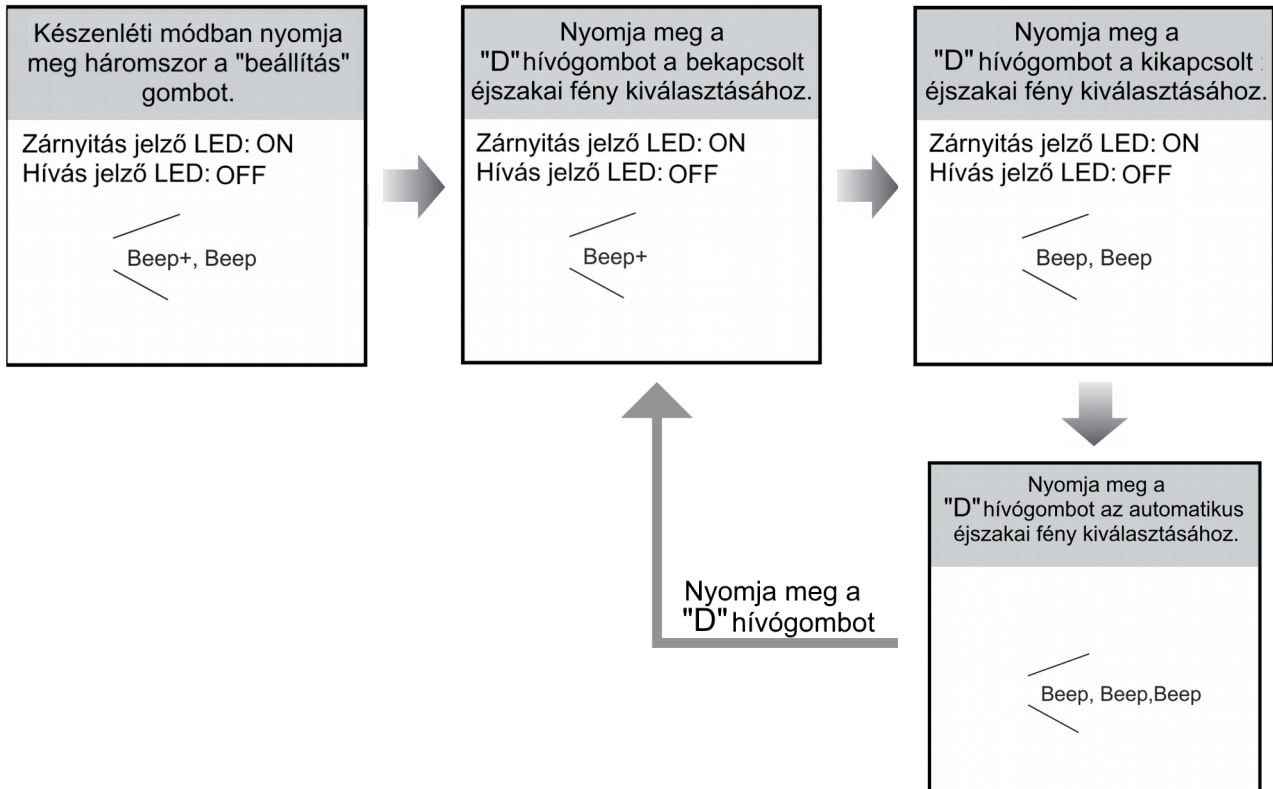 Készenléti módban nyomja
meg háromszor a "beállítás"
gombot.
Zárnyitás jelző LED: ON
Hívás jelző LED: OFF
Beep+, Beep
Nyomja meg a
"D" hívógombot a bekapcsolt
éjszakai fény kiválasztásához.
Zárnyitás jelző LED: ON
Hívás jelző LED: OFF
Beep+
Nyomja meg a
"D" hívógombot a kikapcsolt
éjszakai fény kiválasztásához.
Zárnyitás jelző LED: ON
Hívás jelző LED: OFF
Beep, Beep
Nyomja meg a
"D" hívógombot az automatikus
éjszakai fény kiválasztásához.
Beep, Beep,Beep
Nyomja meg a
"D" hívógombot